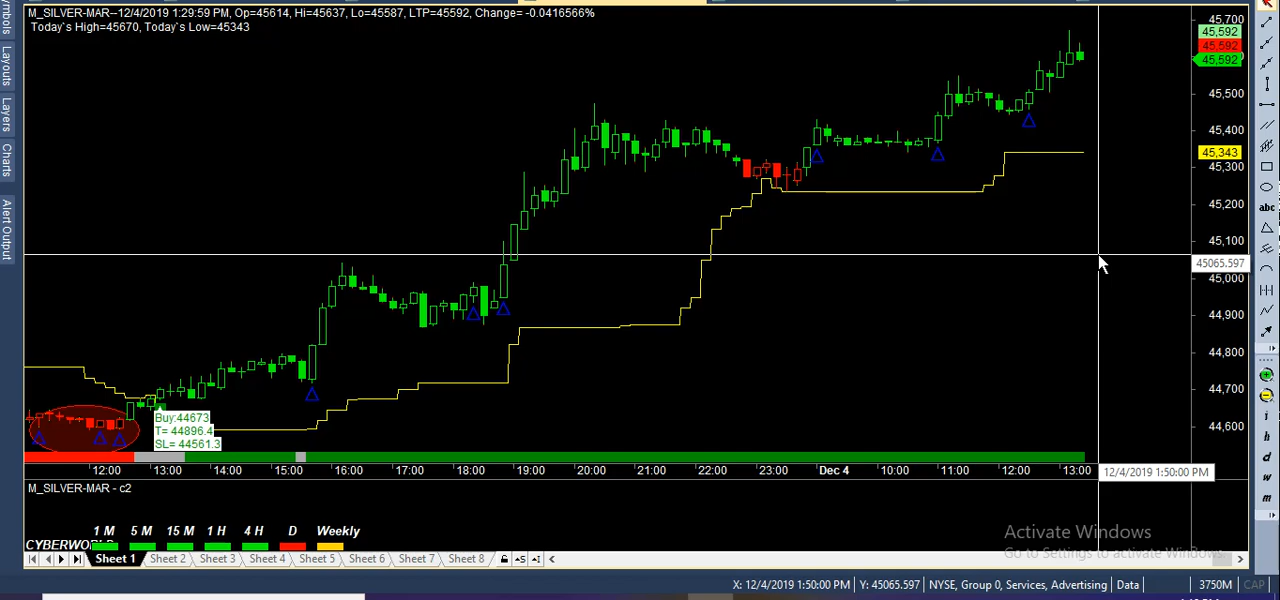 M_SILVER-MAR--12/4/2019 1:29:59 PM, Op=45614, Hi=45637, Lo=45587, LTP=45592, Change= -0.0416566%
Today`s High=45670, Today`s Low=45343
Layouts
Layers
Charts
Alert Output
45,700
45,592
45,592
45,592
45,500
45,400
45,343
45,300
45,200
45,100
45065.597
45,000
44,900
44,800
44,700
44,600
abc
i
h
d
w
m
Buy:44673
T= 44896.4
SL= 44561.3
12:00 13:00 14:00 15:00 16:00 17:00 18:00 19:00 20:00 21:00 22:00 23:00 Dec 4 10:00 11:00 12:00 13:00
12/4/2019 1:50:00 PM
M_SILVER-MAR - c2
1 M 5 M 15 M 1 H 4 H D Weekly
Activate Windows
Go to Settings to activate Windows.
Sheet 1 Sheet 2 Sheet 3 Sheet 4 Sheet 5 Sheet 6 Sheet 7 Sheet 8
X: 12/4/2019 1:50:00 PM Y: 45065.597 NYSE, Group 0, Services, Advertising Data 3750M CAP